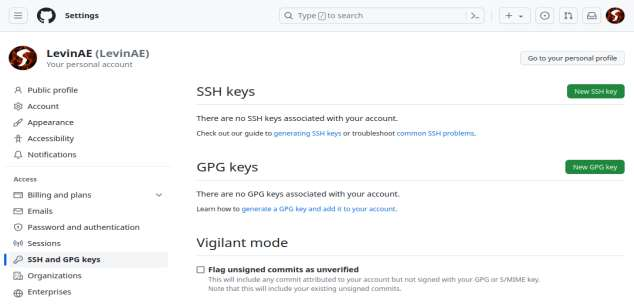 Settings
Type / to search
LevinAE (LevinAE)
Your personal account
Go to your personal profile
Public profile
Account
Appearance
Accessibility
Notifications
Access
Billing and plans
Emails
Password and authentication
Sessions
SSH and GPG keys
Organizations
Enterprises
SSH keys
New SSH key
There are no SSH keys associated with your account.
Check out our guide to generating SSH keys or troubleshoot common SSH problems.
GPG keys
New GPG key
There are no GPG keys associated with your account.
Learn how to generate a GPG key and add it to your account.
Vigilant mode
Flag unsigned commits as unverified
This will include any commit attributed to your account but not signed with your GPG or S/MIME key.
Note that this will include your existing unsigned commits.